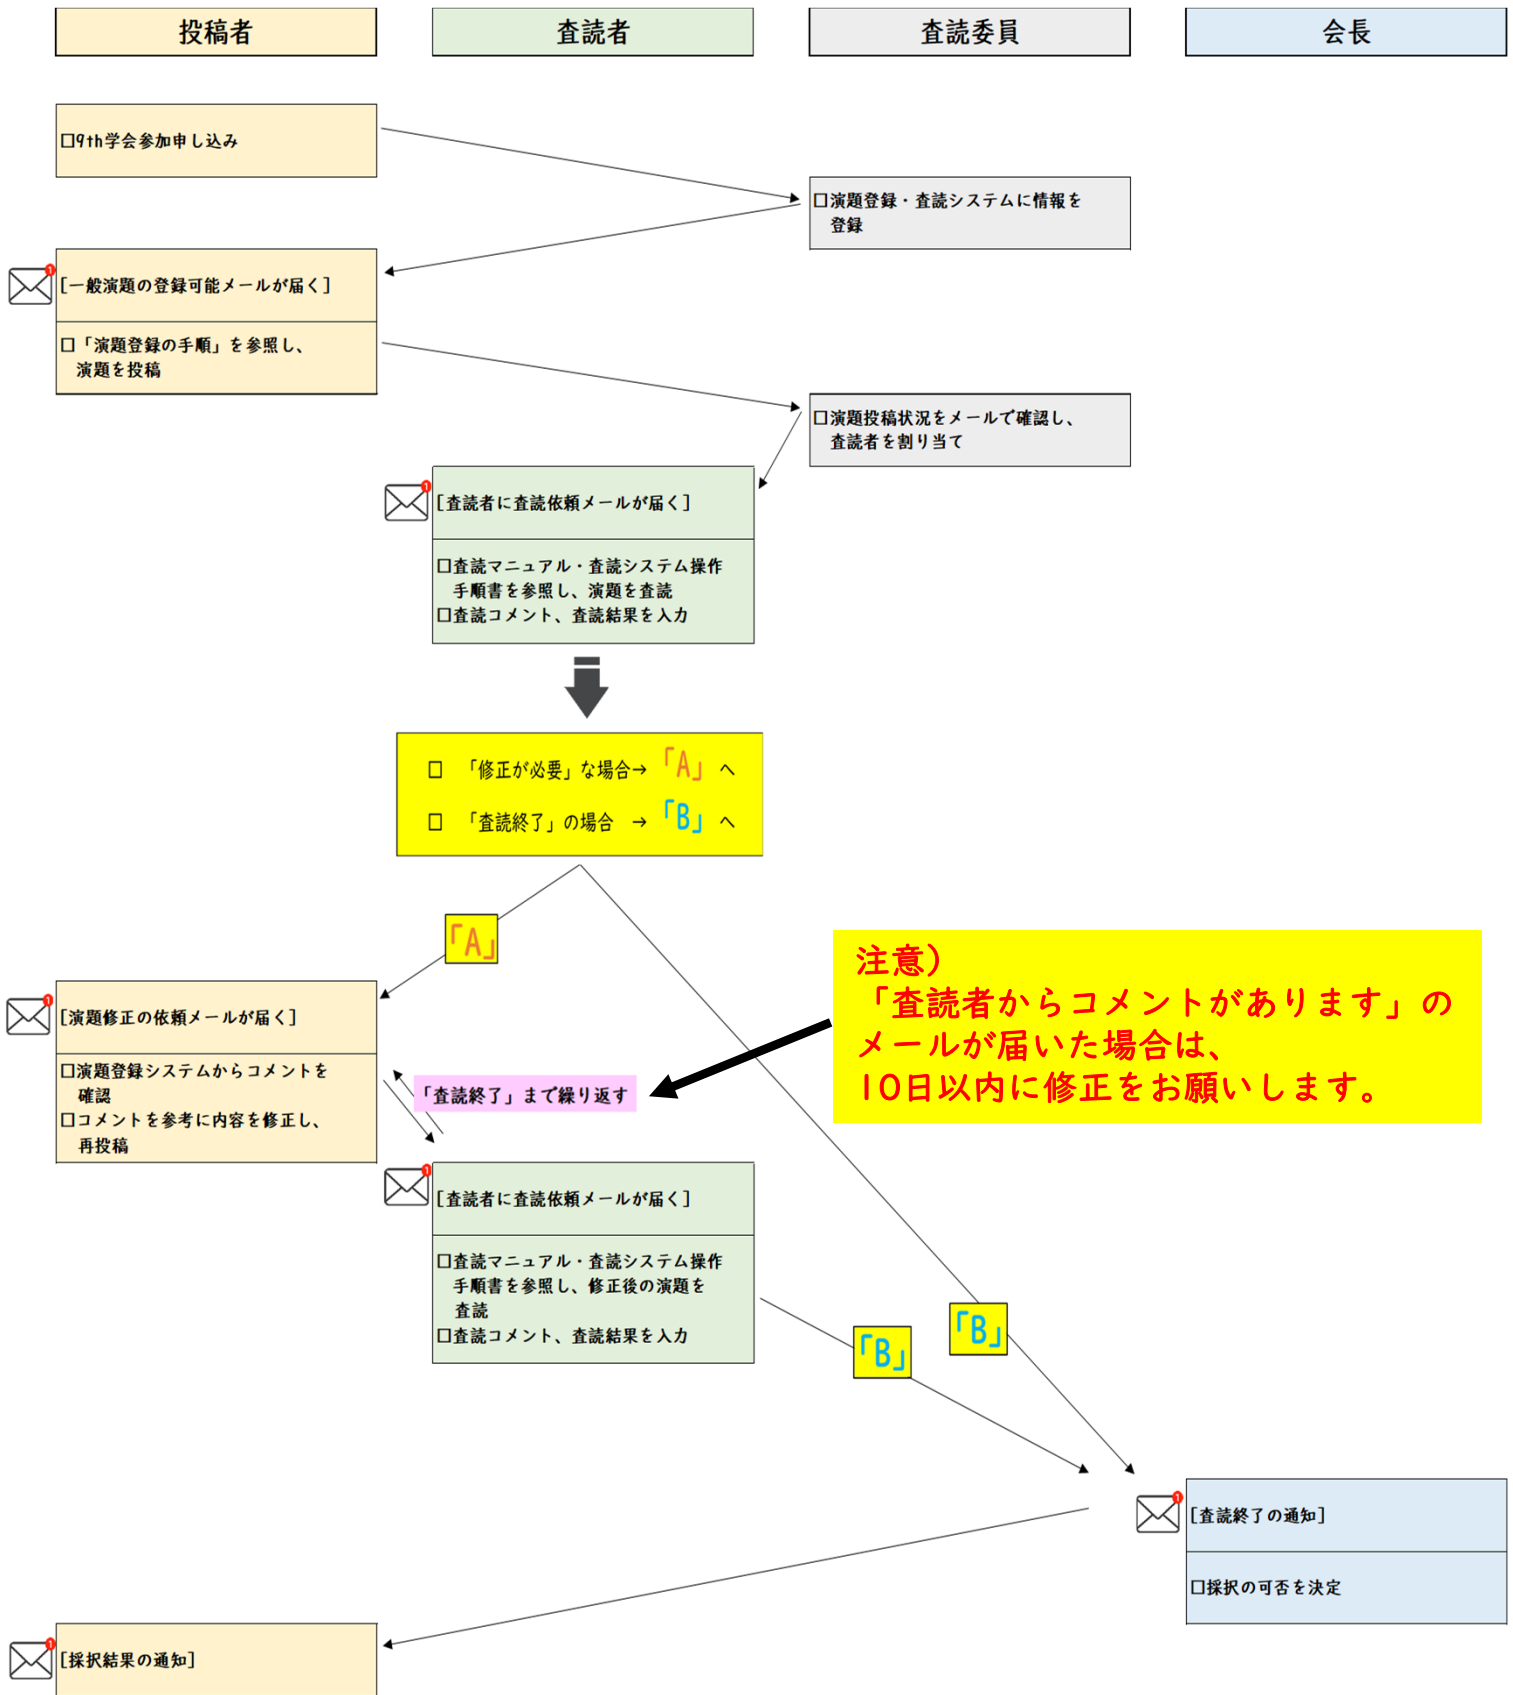 投稿者
査読者
査読委員
会長
□9th学会参加申し込み
□演題登録・査読システムに情報を
登録
[一般演題の登録可能メールが届く]
□「演題登録の手順」を参照し、
演題を投稿
□演題投稿状況をメールで確認し、
査読者を割り当て
[査読者に査読依頼メールが届く]
□査読マニュアル・査読システム操作
手順書を参照し、演題を査読
□査読コメント、査読結果を入力
□ 「修正が必要」な場合→ 「A」 へ
□ 「査読終了」の場合 → 「B」 へ
「A」
注意)
「査読者からコメントがあります」の
メールが届いた場合は、
10日以内に修正をお願いします。
[演題修正の依頼メールが届く]
□演題登録システムからコメントを
確認
□コメントを参考に内容を修正し、
再投稿
「査読終了」まで繰り返す
[査読者に査読依頼メールが届く]
□査読マニュアル・査読システム操作
手順書を参照し、修正後の演題を
査読
□査読コメント、査読結果を入力
「B」
「B」
[査読終了の通知]
□採択の可否を決定
[採択結果の通知]
1
1
1
1
1
1